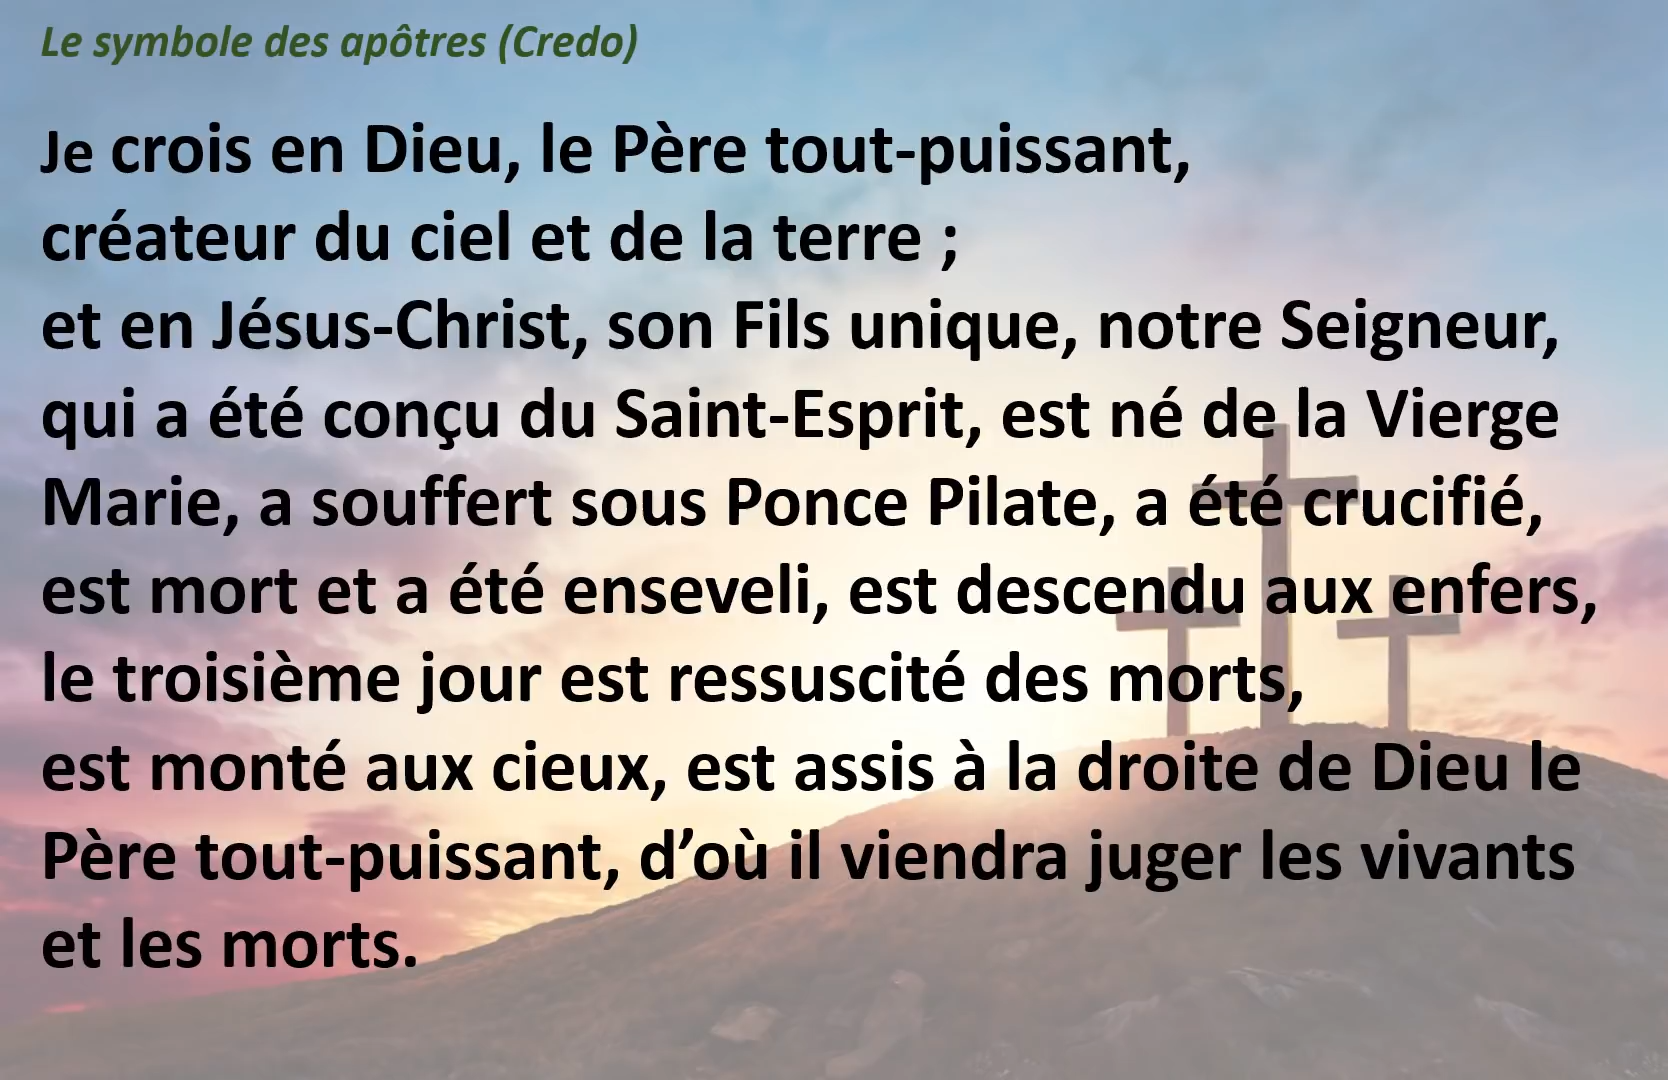 Le symbole des apôtres (Credo)
Je crois en Dieu, le Père tout-puissant,
créateur du ciel et de la terre ;
et en Jésus-Christ, son Fils unique, notre Seigneur,
qui a été conçu du Saint-Esprit, est né de la Vierge
Marie, a souffert sous Ponce Pilate, a été crucifié,
est mort et a été enseveli, est descendu aux enfers,
le troisième jour est ressuscité des morts,
est monté aux cieux, est assis à la droite de Dieu le
Père tout-puissant, d’où il viendra juger les vivants
et les morts.